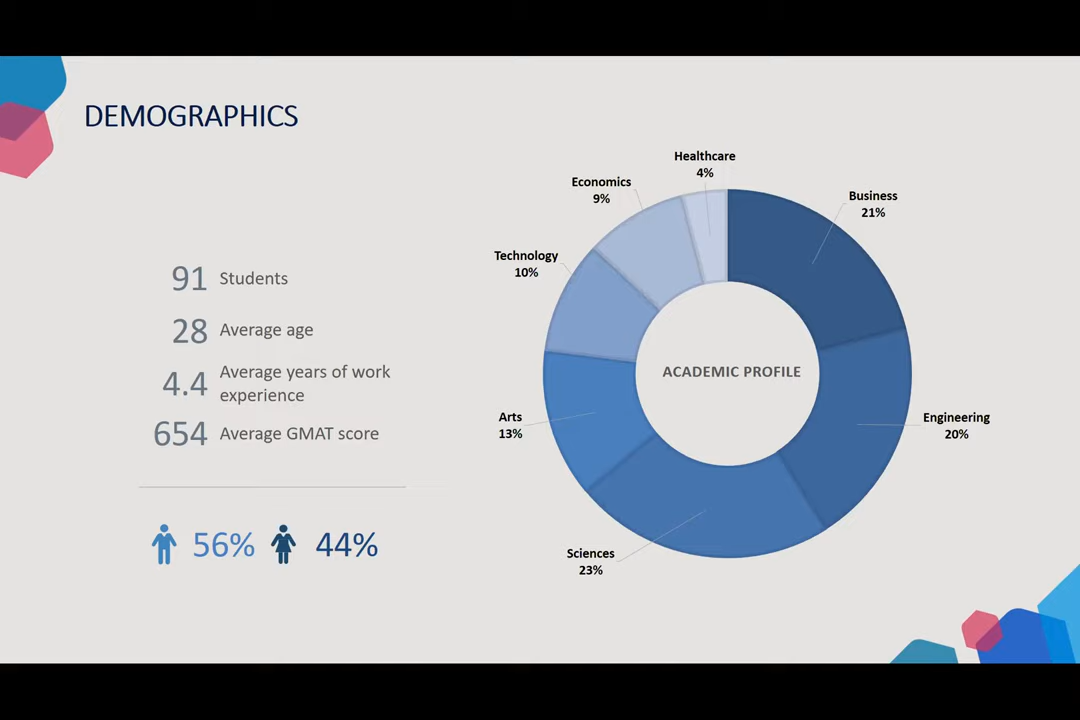 DEMOGRAPHICS
91 Students
28 Average age
4.4 Average years of work
experience
654 Average GMAT score
56% 44%
Healthcare
4%
Economics
9%
Business
21%
Technology
10%
ACADEMIC PROFILE
Arts
13%
Engineering
20%
Sciences
23%